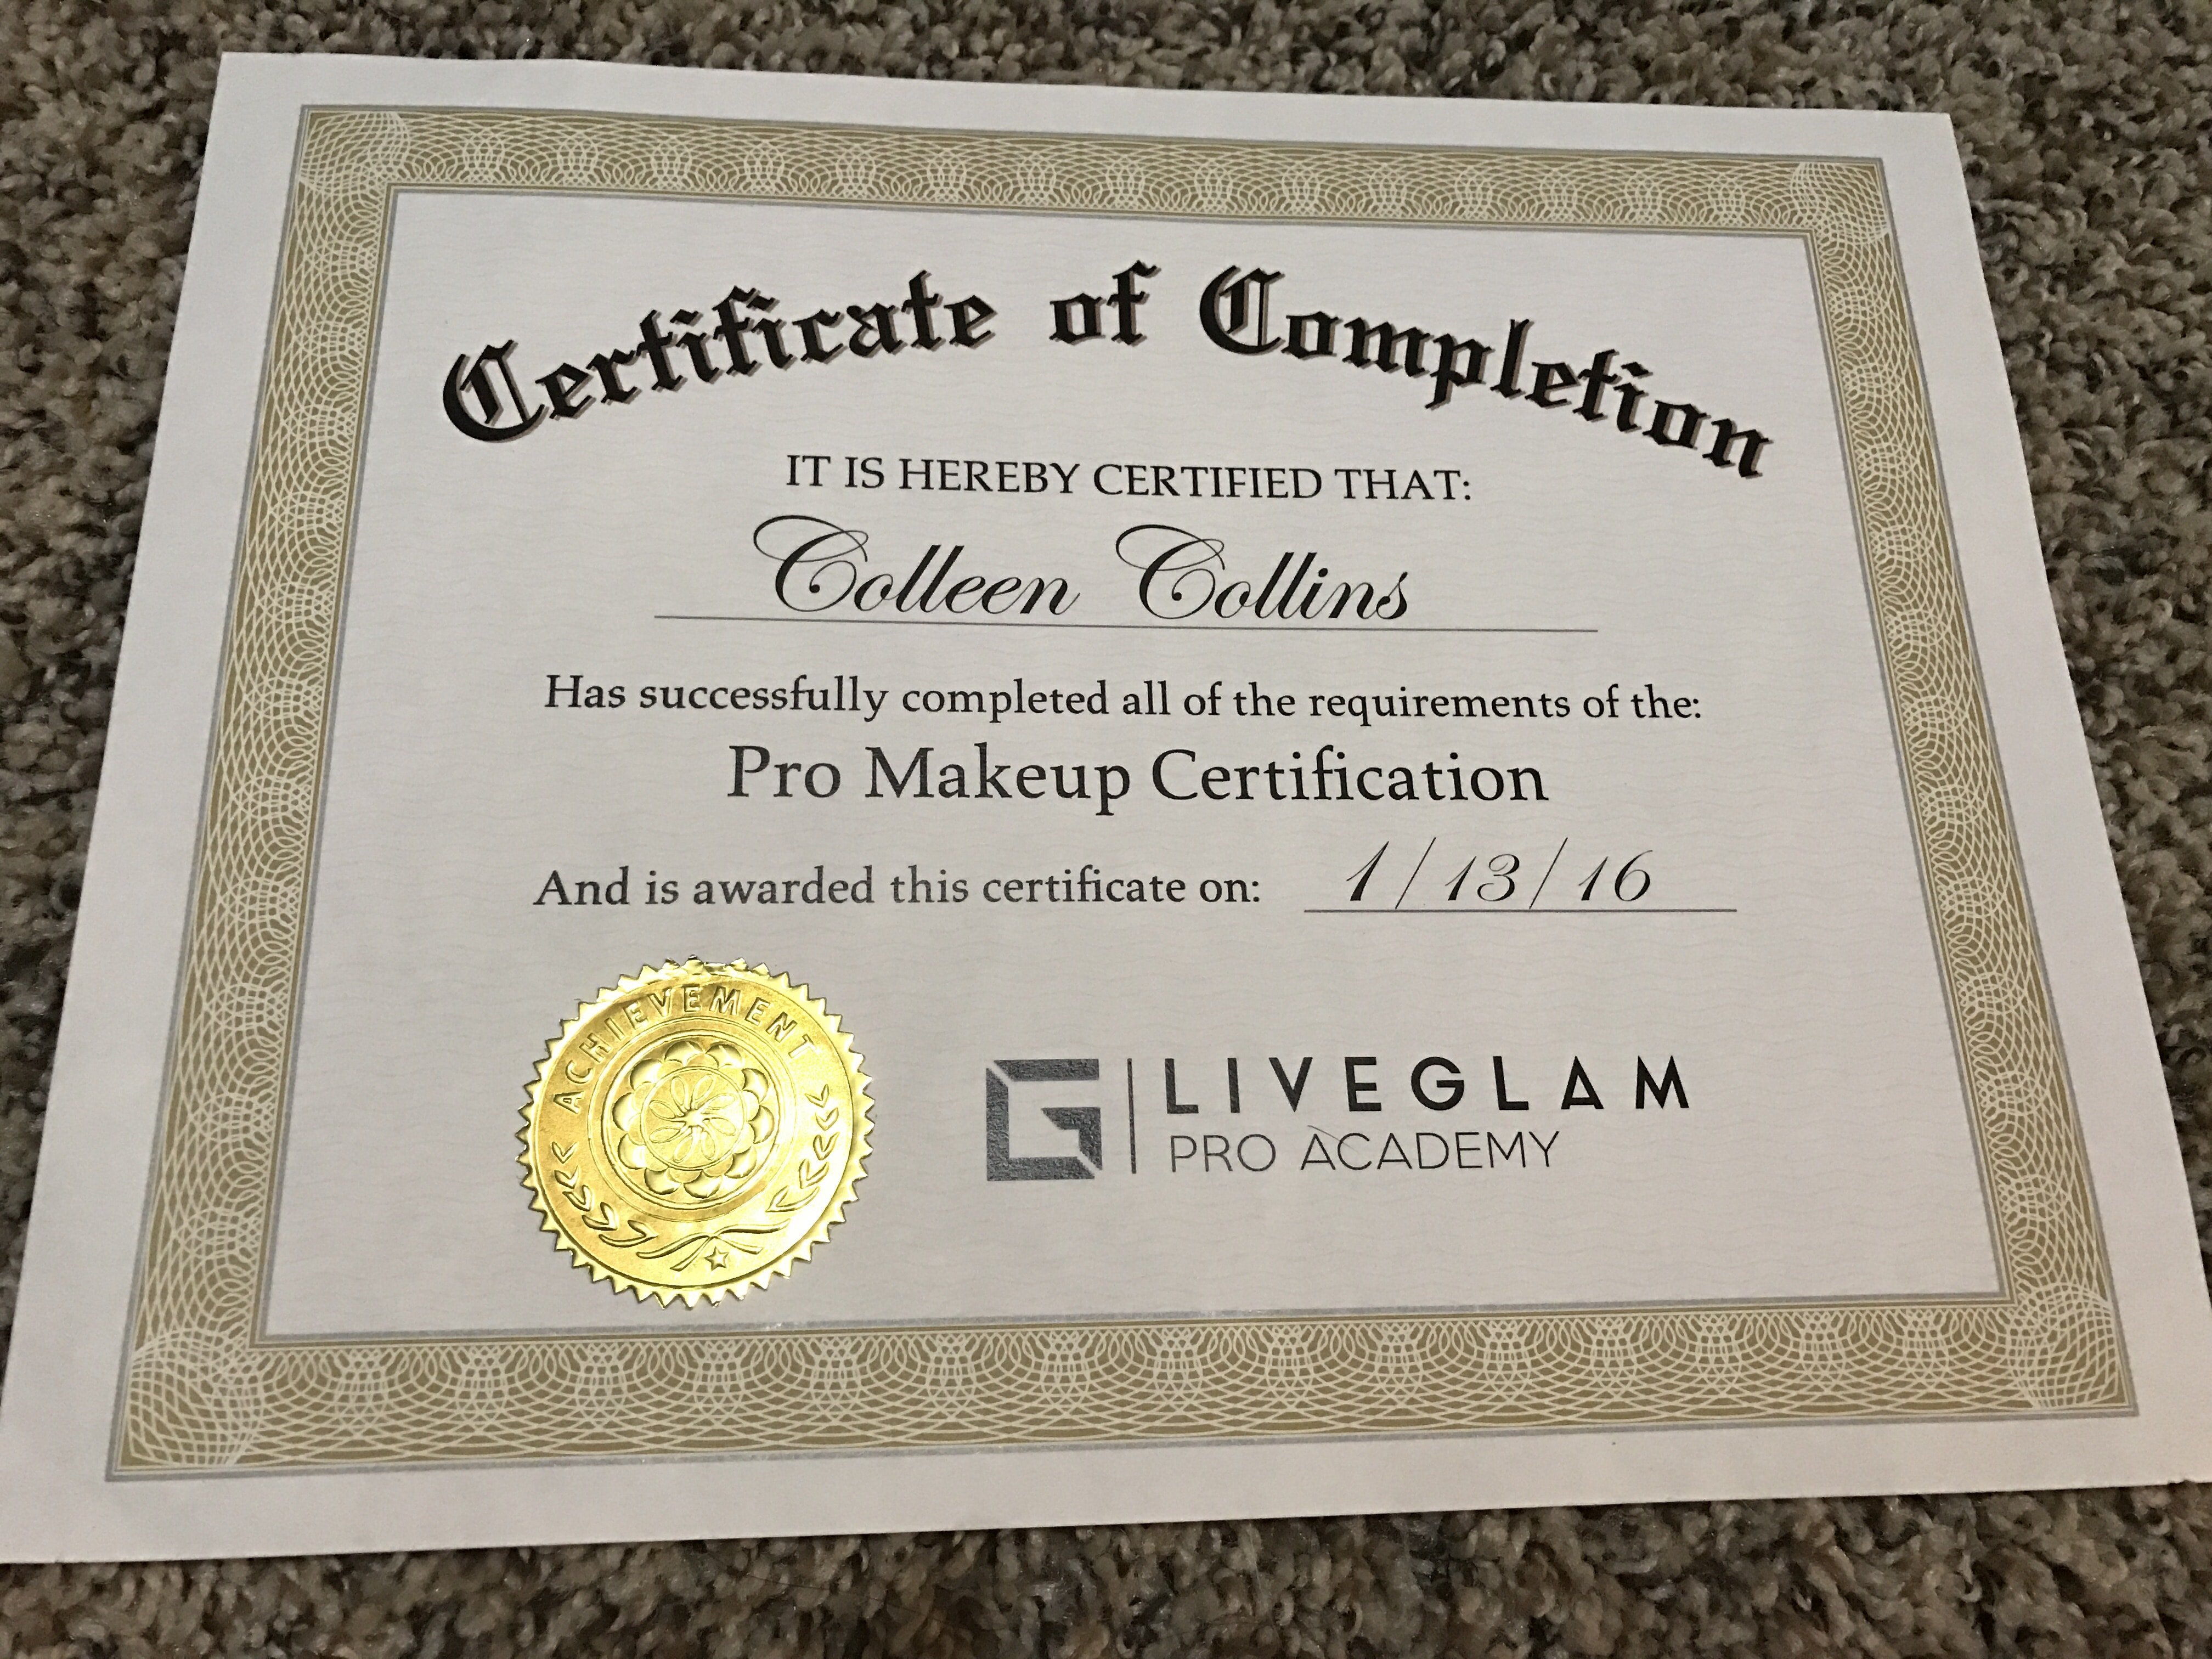 Certificate of Completion
IT IS HEREBY CERTIFIED THAT:
Colleen Collins
Has successfully completed all of the requirements of the:
Pro Makeup Certification
And is awarded this certificate on: 1/13/16
ACHIEVEMENT
G LIVEGLAM
PRO ACADEMY